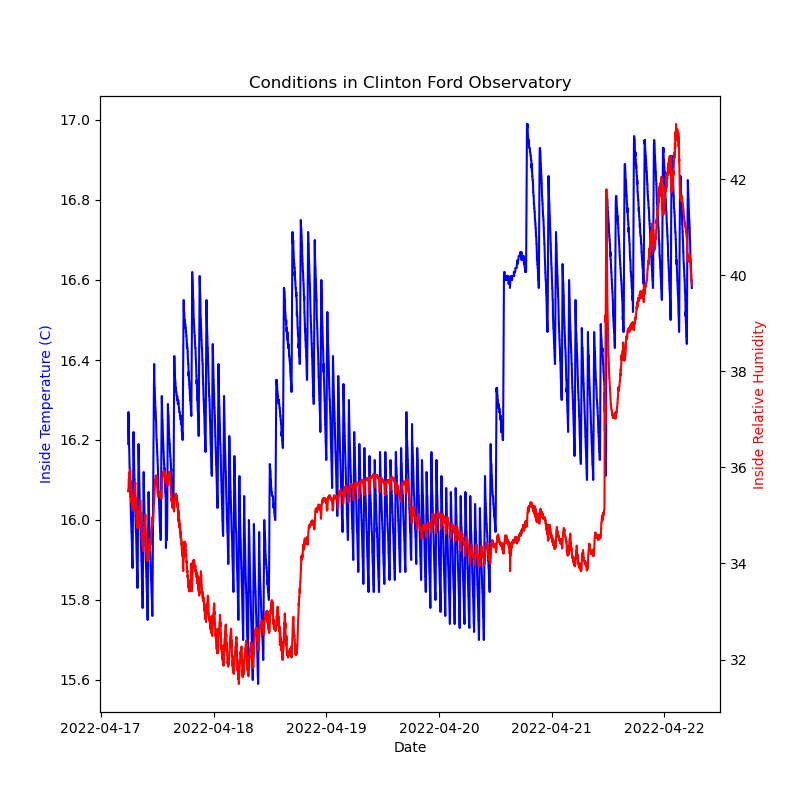 Conditions in Clinton Ford Observatory
17.0
16.8
16.6
16.4
16.2
16.0
15.8
15.6
Inside Temperature (C)
42
40
38
36
34
32
Inside Relative Humidity
2022-04-17 2022-04-18 2022-04-19 2022-04-20 2022-04-21 2022-04-22
Date